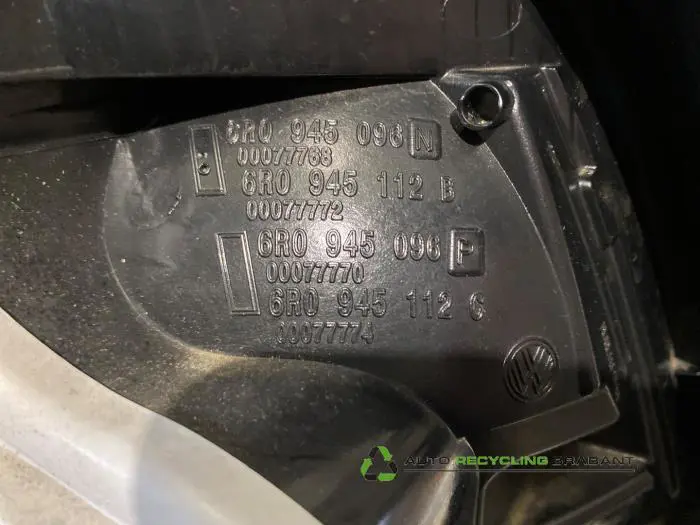 6R0 945 096 N
00077768
6R0 945 112 B
00077772
6R0 945 096 P
00077770
6R0 945 112 C
00077774
AUTO RECYCLING BRABANT